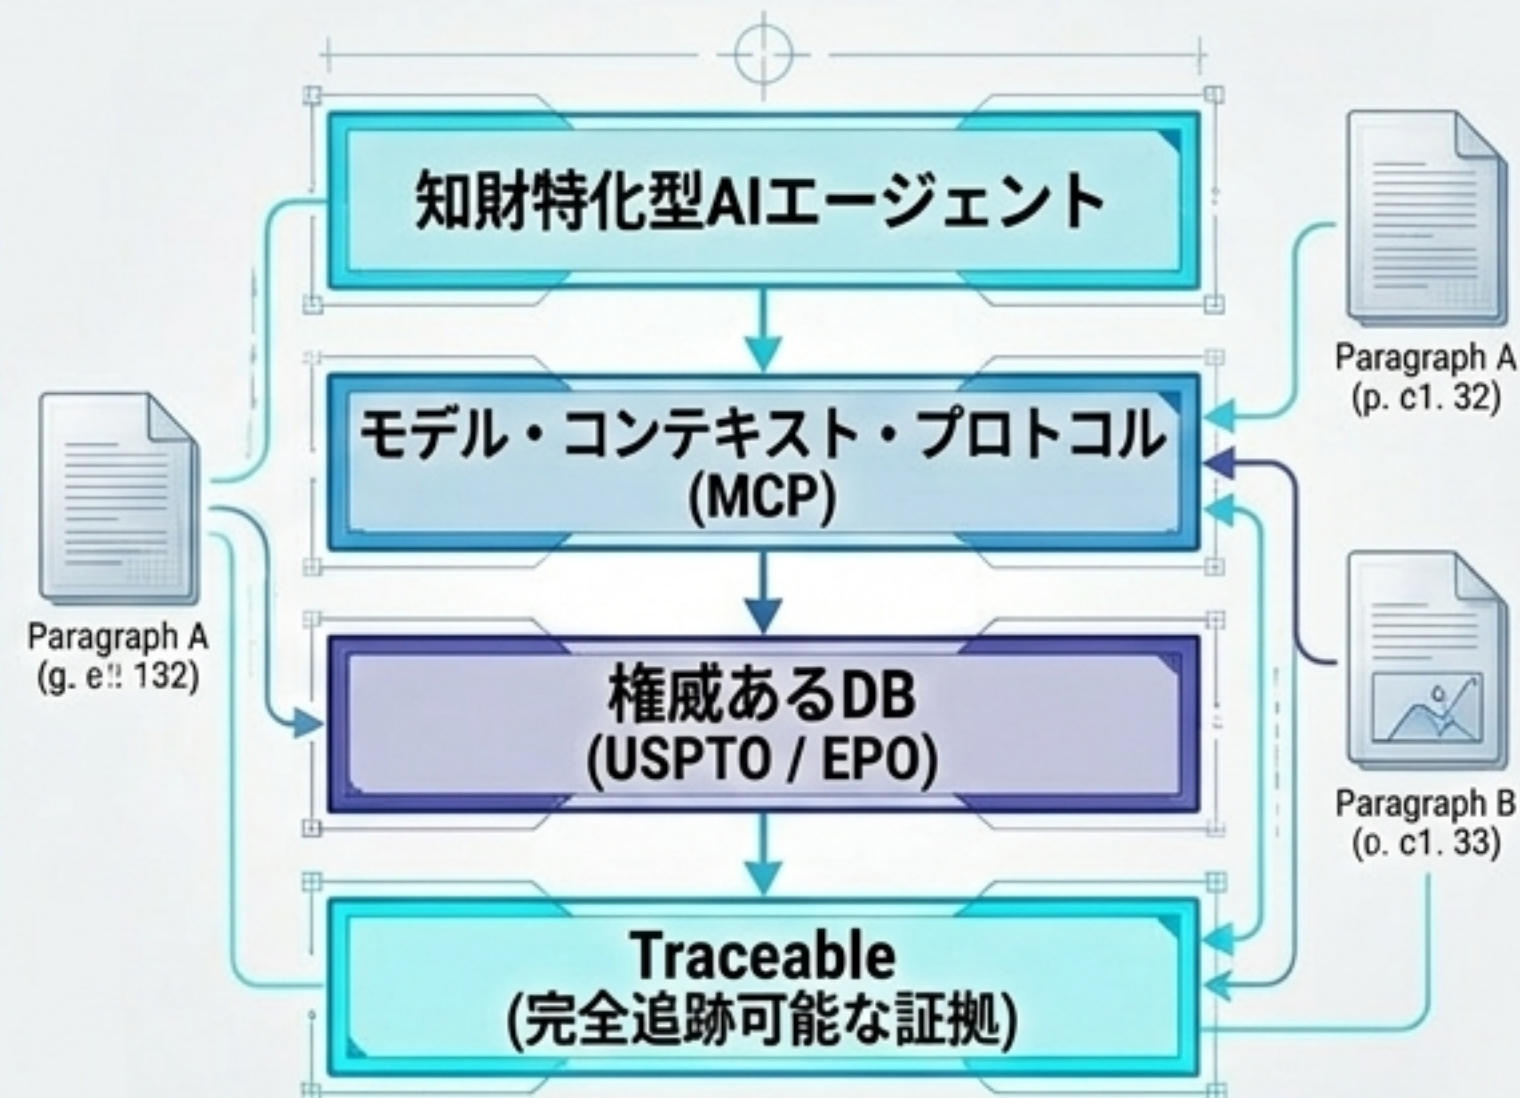 知財特化型AIエージェント
モデル・コンテキスト・プロトコル
(MCP)
権威あるDB
(USPTO / EPO)
Traceable
(完全追跡可能な証拠)
Paragraph A
132)
Paragraph A
(p. c1. 32)
Paragraph B
c1. 33)